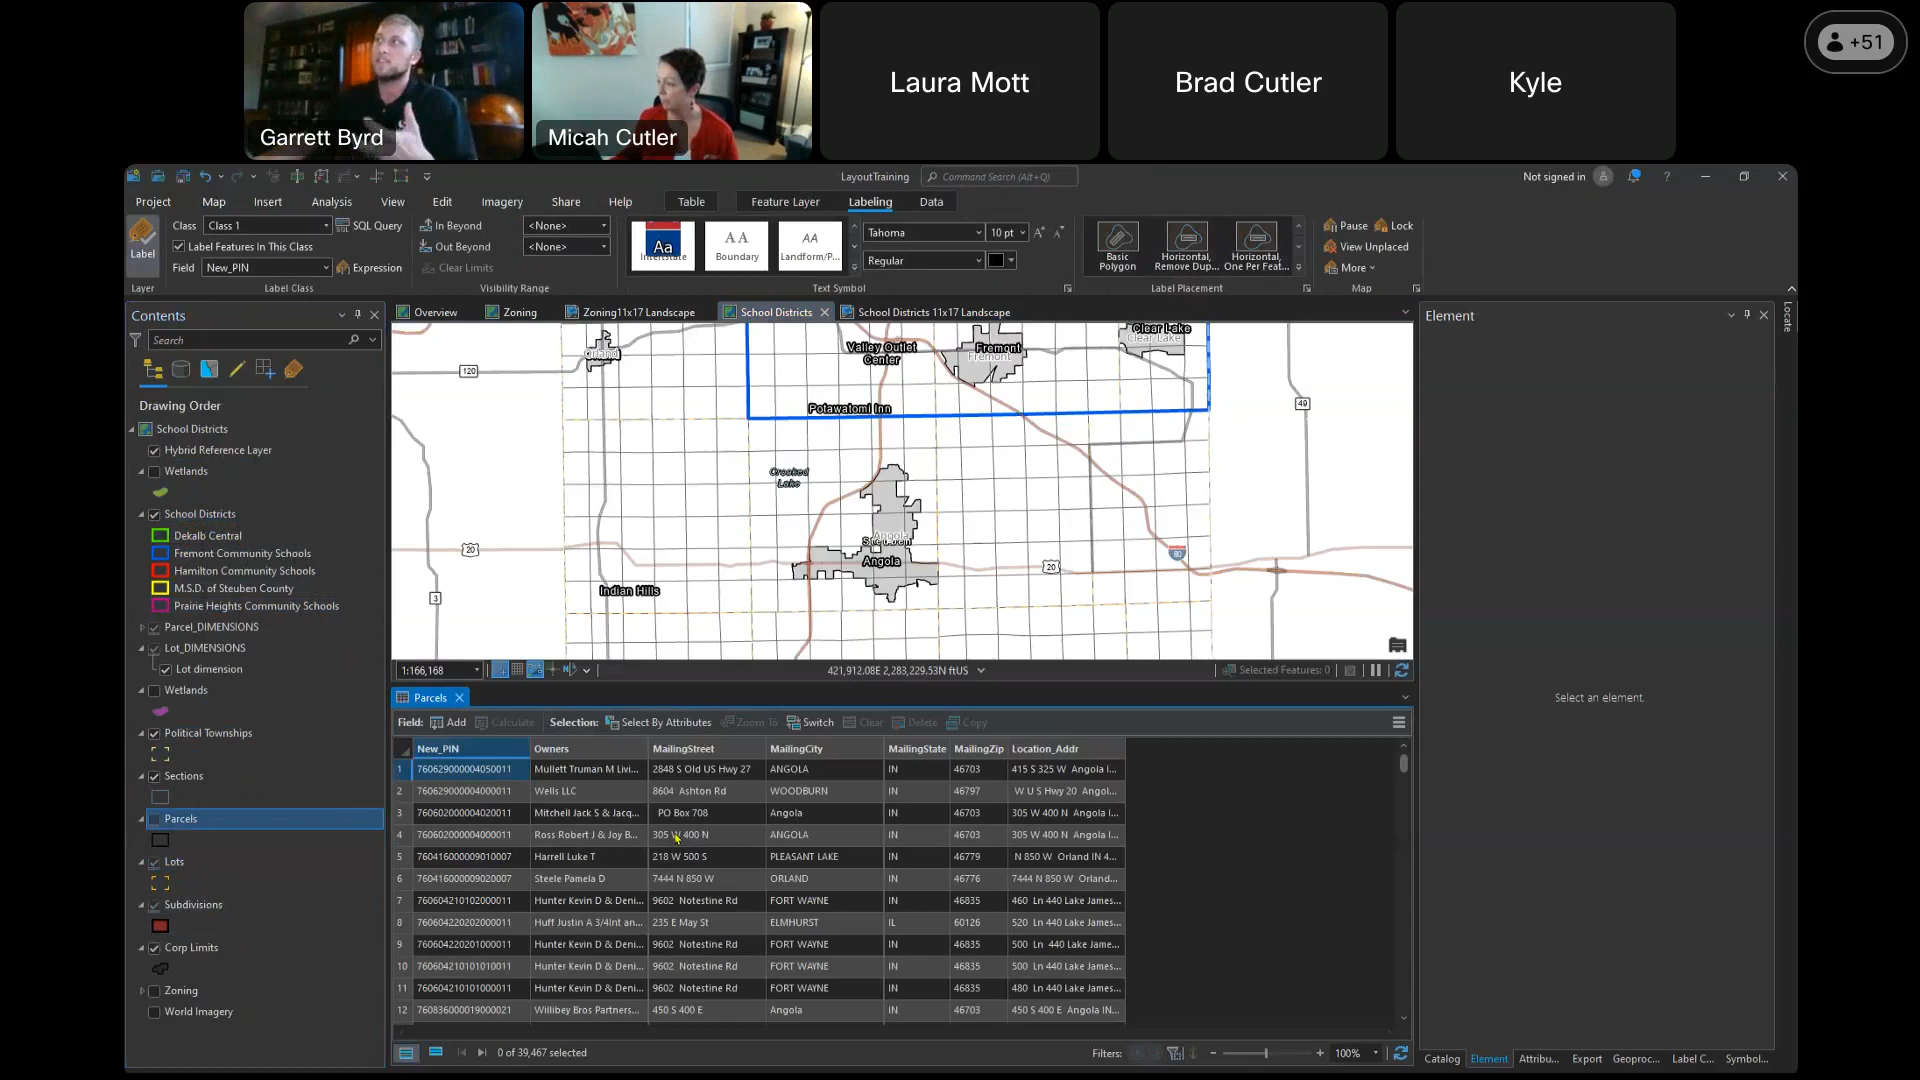 Garrett Byrd
Micah Cutler
Laura Mott
Brad Cutler
Kyle
+51
LayoutTraining
Command Search (Alt+Q)
Not signed in
?
Project Map Insert Analysis View Edit Imagery Share Help Table Feature Layer Labeling Data
Label
Layer
Class Class 1 SQL Query
Label Features In This Class
Field New_PIN Expression
Label Class
In Beyond <None>
Out Beyond <None>
Clear Limits
Visibility Range
Aa
Interstate
AA
Boundary
AA
Landform/P...
Tahoma 10 pt
Regular
Text Symbol
Basic Polygon
Horizontal, Remove Dup...
Horizontal, One Per Feat...
Label Placement
Pause Lock
View Unplaced
More
Map
Contents
Search
Drawing Order
School Districts
Hybrid Reference Layer
Wetlands
School Districts
Dekalb Central
Fremont Community Schools
Hamilton Community Schools
M.S.D. of Steuben County
Prairie Heights Community Schools
Parcel_DIMENSIONS
Lot_DIMENSIONS
Lot dimension
Wetlands
Political Townships
Sections
Parcels
Lots
Subdivisions
Corp Limits
Zoning
World Imagery
Overview Zoning Zoning11x17 Landscape School Districts School Districts 11x17 Landscape
Clear Lake
Clear Lake
Orland
Valley Outlet
Center
Fremont
Fremont
120
49
Potawatomi Inn
Crooked
Lake
Angola
Angola
20
20
80
Indian Hills
3
1:166,168
421,912.08E 2,283,229.53N ftUS
Selected Features: 0
Parcels
Field: Add Calculate Selection: Select By Attributes Zoom To Switch Clear Delete Copy
New_PIN Owners MailingStreet MailingCity MailingState MailingZip Location_Addr
1 760629000004050011 Mullett Truman M Livi... 2848 S Old US Hwy 27 ANGOLA IN 46703 415 S 325 W Angola I...
2 760629000004000011 Wells LLC 8604 Ashton Rd WOODBURN IN 46797 W U S Hwy 20 Angol...
3 760602000004020011 Mitchell Jack S & Jacq... PO Box 708 Angola IN 46703 305 W 400 N Angola I...
4 760602000004000011 Ross Robert J & Joy B... 305 W 400 N ANGOLA IN 46703 305 W 400 N Angola I...
5 760416000009010007 Harrell Luke T 218 W 500 S PLEASANT LAKE IN 46779 N 850 W Orland IN 4...
6 760416000009020007 Steele Pamela D 7444 N 850 W ORLAND IN 46776 7444 N 850 W Orland...
7 760604210102000011 Hunter Kevin D & Deni... 9602 Notestine Rd FORT WAYNE IN 46835 460 Ln 440 Lake James...
8 760604220202000011 Huff Justin A 3/4Int an... 235 E May St ELMHURST IL 60126 520 Ln 440 Lake James...
9 760604220201000011 Hunter Kevin D & Deni... 9602 Notestine Rd FORT WAYNE IN 46835 500 Ln 440 Lake James...
10 760604210101010011 Hunter Kevin D & Deni... 9602 Notestine Rd FORT WAYNE IN 46835 500 Ln 440 Lake James...
11 760604210101000011 Hunter Kevin D & Deni... 9602 Notestine Rd FORT WAYNE IN 46835 480 Ln 440 Lake James...
12 760836000019000021 Willibey Bros Partners... 450 S 400 E Angola IN 46703 450 S 400 E Angola IN...
0 of 39,467 selected
Filters:
100%
Element
Select an element.
Locate
Catalog Element Attribu... Export Geoproc... Label C... Symbol...